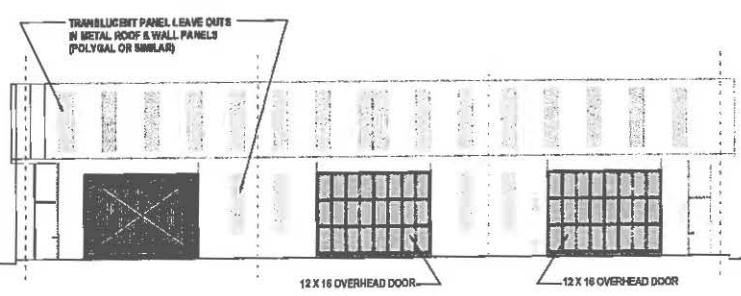 TRANSLUCENT PANEL LEAVE OUTS
IN METAL ROOF & WALL PANELS
(POLYGAL OR SIMILAR)
12 X 16 OVERHEAD DOOR
12 X 16 OVERHEAD DOOR